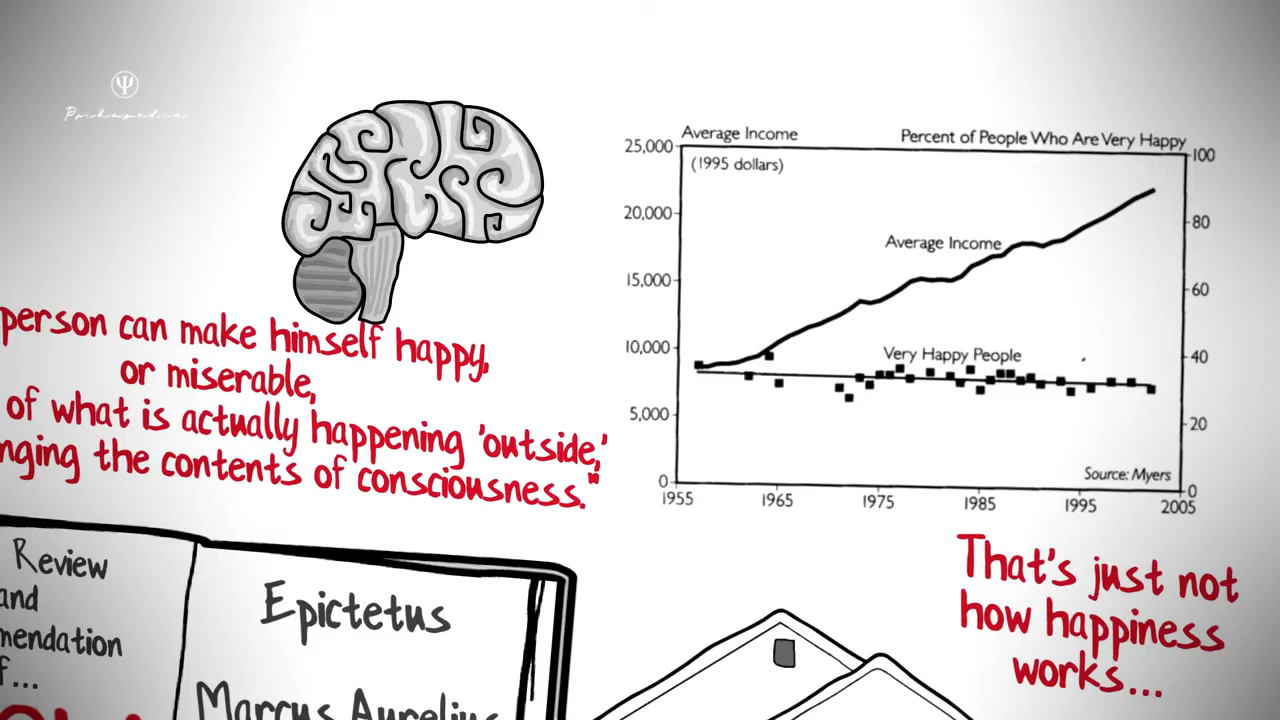 Ψ
Psihopedia
person can make himself happy,
or miserable,
of what is actually happening 'outside,'
nging the contents of consciousness."
Average Income
Percent of People Who Are Very Happy
(1995 dollars)
25,000
20,000
15,000
10,000
5,000
0
100
80
60
40
20
0
Average Income
Very Happy People
Source: Myers
1955 1965 1975 1985 1995 2005
That's just not
how happiness
works...
Review
and
mendation
f...
Epictetus
Marcus Aurelius